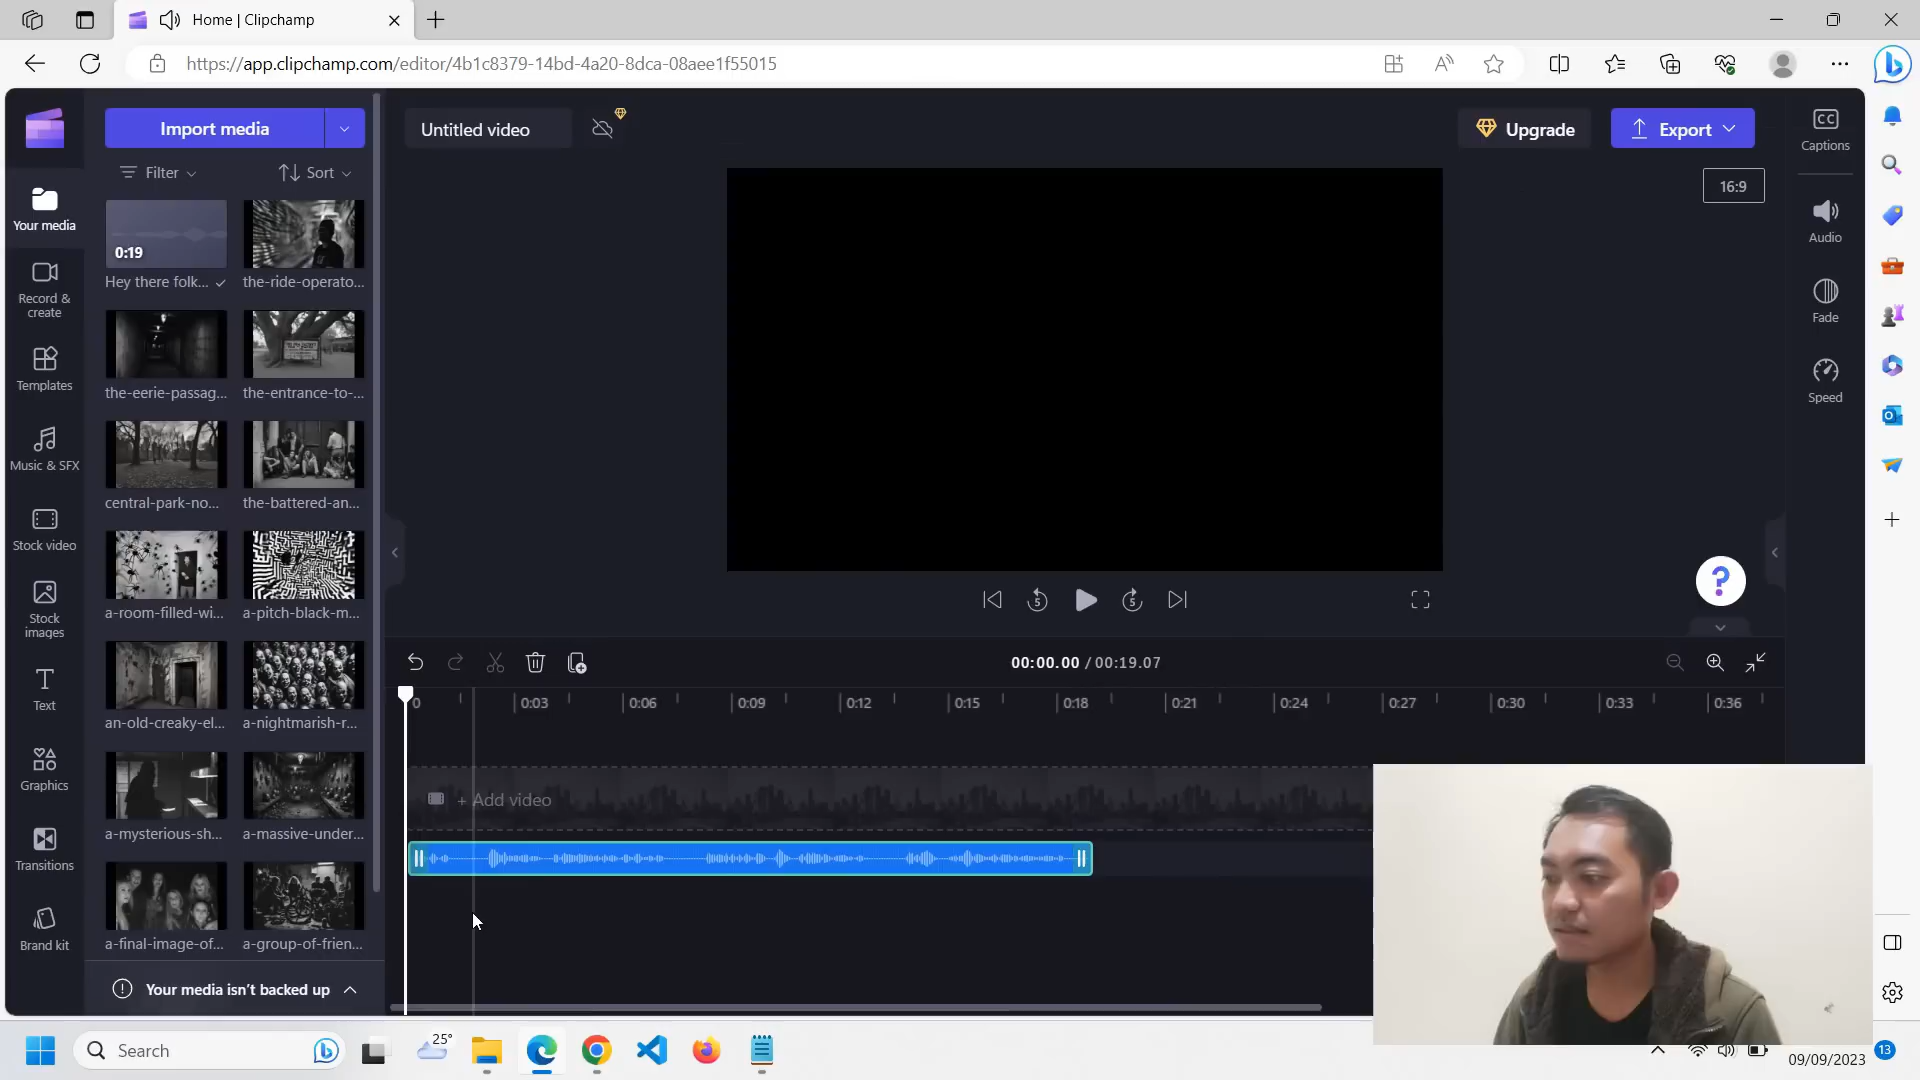 Home | Clipchamp
https://app.clipchamp.com/editor/4b1c8379-14bd-4a20-8dca-08aee1f55015
Import media
Untitled video
Upgrade
Export
Captions
Filter
Sort
16:9
Your media
0:19
Hey there folk...
the-ride-operato...
Audio
Record &
create
the-eerie-passag...
the-entrance-to-...
Fade
Templates
central-park-no...
the-battered-an...
Speed
Music & SFX
Stock video
a-room-filled-wi...
a-pitch-black-m...
5
5
?
Stock
images
an-old-creaky-el...
a-nightmarish-r...
00:00.00 / 00:19.07
Text
0
0:03
0:06
0:09
0:12
0:15
0:18
0:21
0:24
0:27
0:30
0:33
0:36
Graphics
a-mysterious-sh...
a-massive-under...
+ Add video
Transitions
a-final-image-of...
a-group-of-frien...
Brand kit
Your media isn't backed up
Search
25°
09/09/2023
13